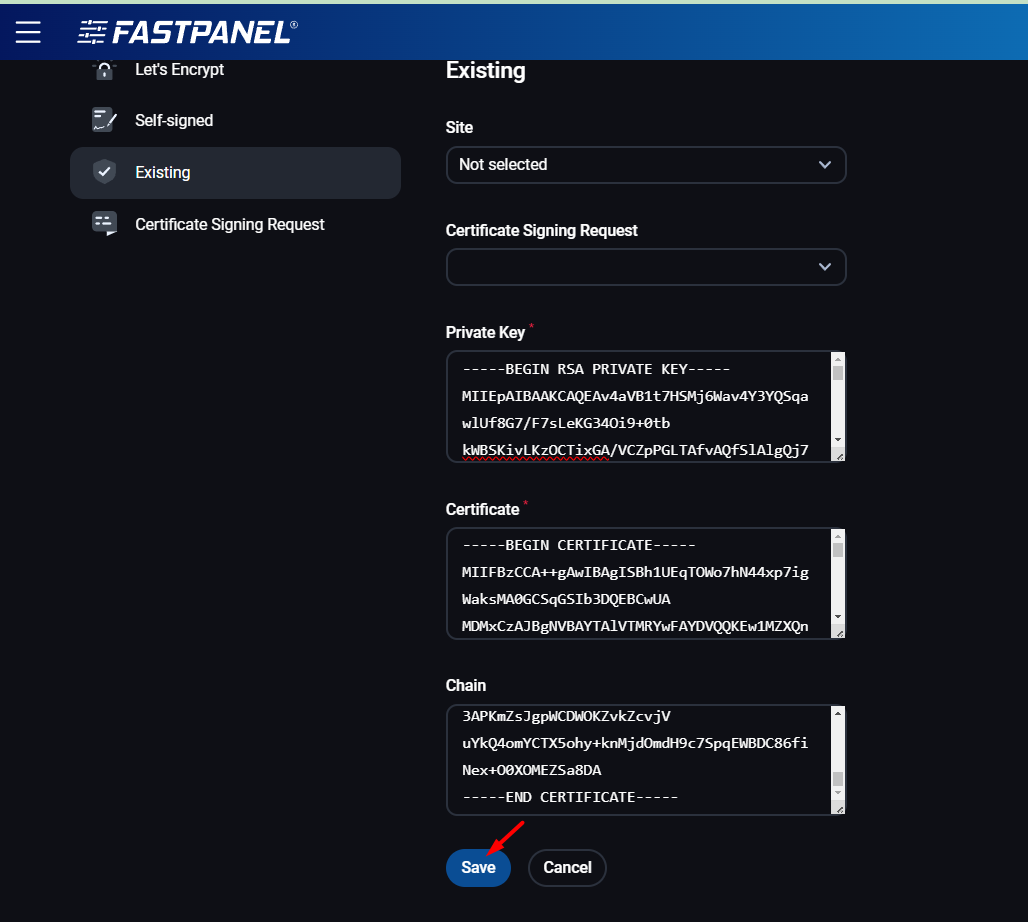 FASTPANEL®
Let's Encrypt
Self-signed
Existing
Certificate Signing Request
Existing
Site
Not selected
Certificate Signing Request
Private Key *
-----BEGIN RSA PRIVATE KEY-----
MIIEpAIBAAKCAQEAv4aVB1t7HSMj6Wav4Y3YQSqa
wlUf8G7/F7sLeKG34Oi9+0tb
kWBSKivLKzOCTixGA/VCZpPGLTAfvAQfSlAlgQj7
Certificate *
-----BEGIN CERTIFICATE-----
MIIFBzCCA++gAwIBAgISBh1UEqTOWo7hN44xp7ig
WaksMA0GCSqGSIb3DQEBCwUA
MDMxCzAJBgNVBAYTAlVTMRYwFAYDVQQKEw1MZXQn
Chain
3APKmZsJgpWCDWOKZvkZcvjV
uYkQ4omYCTX5ohy+knMjdOmdH9c7SpqEWBDC86fi
Nex+O0XOMEZSa8DA
-----END CERTIFICATE-----
Save
Cancel